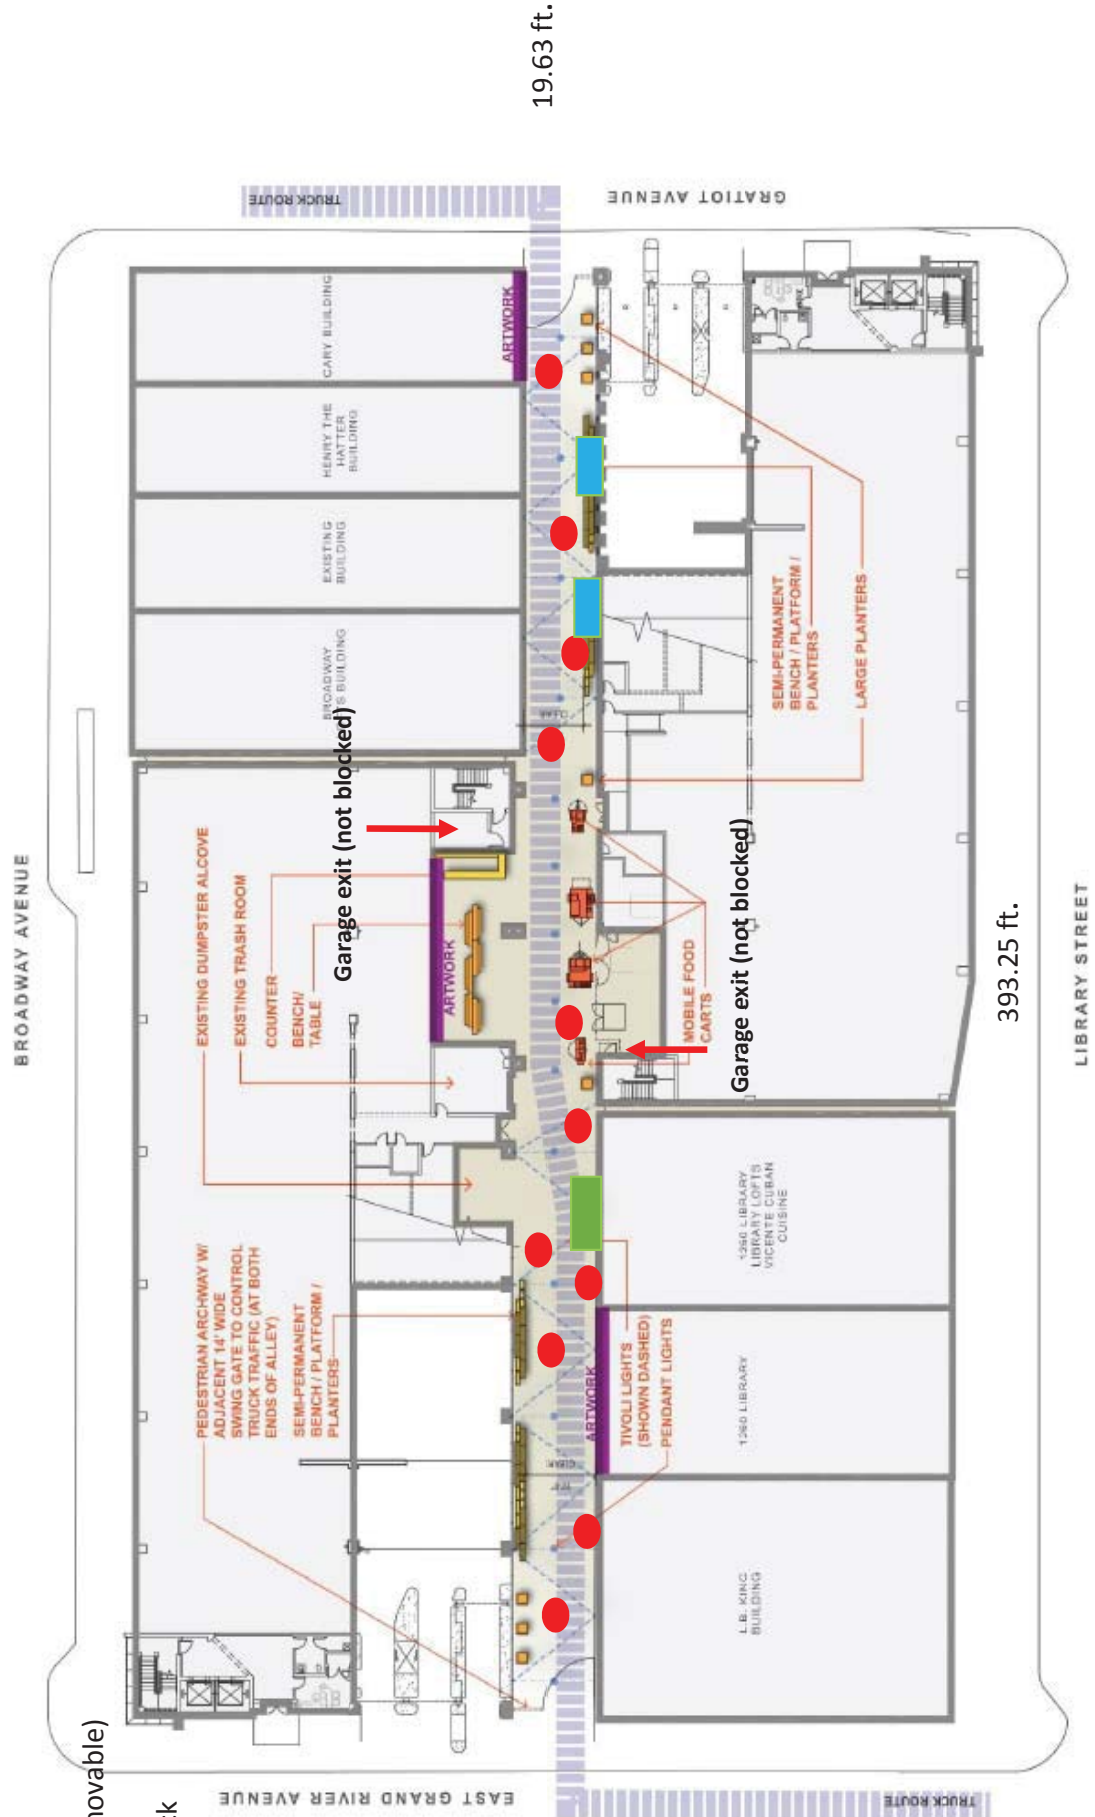 19.63 ft.
TRUCK ROUTE
GRATIOT AVENUE
CARY BUILDING
ARTWORK
HENRY THE
HATTER
BUILDING
EXISTING
BUILDING
BROADWAY
S BUILDING
CLEAR
Garage exit (not blocked)
BROADWAY AVENUE
EXISTING DUMPSTER ALCOVE
EXISTING TRASH ROOM
COUNTER
BENCH/
TABLE
ARTWORK
SEMI-PERMANENT
BENCH / PLATFORM /
PLANTERS
LARGE PLANTERS
MOBILE FOOD
CARTS
Garage exit (not blocked)
393.25 ft.
LIBRARY STREET
PEDESTRIAN ARCHWAY W/
ADJACENT 14' WIDE
SWING GATE TO CONTROL
TRUCK TRAFFIC (AT BOTH
ENDS OF ALLEY)
SEMI-PERMANENT
BENCH / PLATFORM /
PLANTERS
ARTWORK
TIVOLI LIGHTS
(SHOWN DASHED)
PENDANT LIGHTS
CLEAR
1260 LIBRARY
LIBRARY LOFTS
VICENTE CUBAN
CUISINE
1260 LIBRARY
L.B. KING
BUILDING
EAST GRAND RIVER AVENUE
TRUCK ROUTE
ovable)
ck